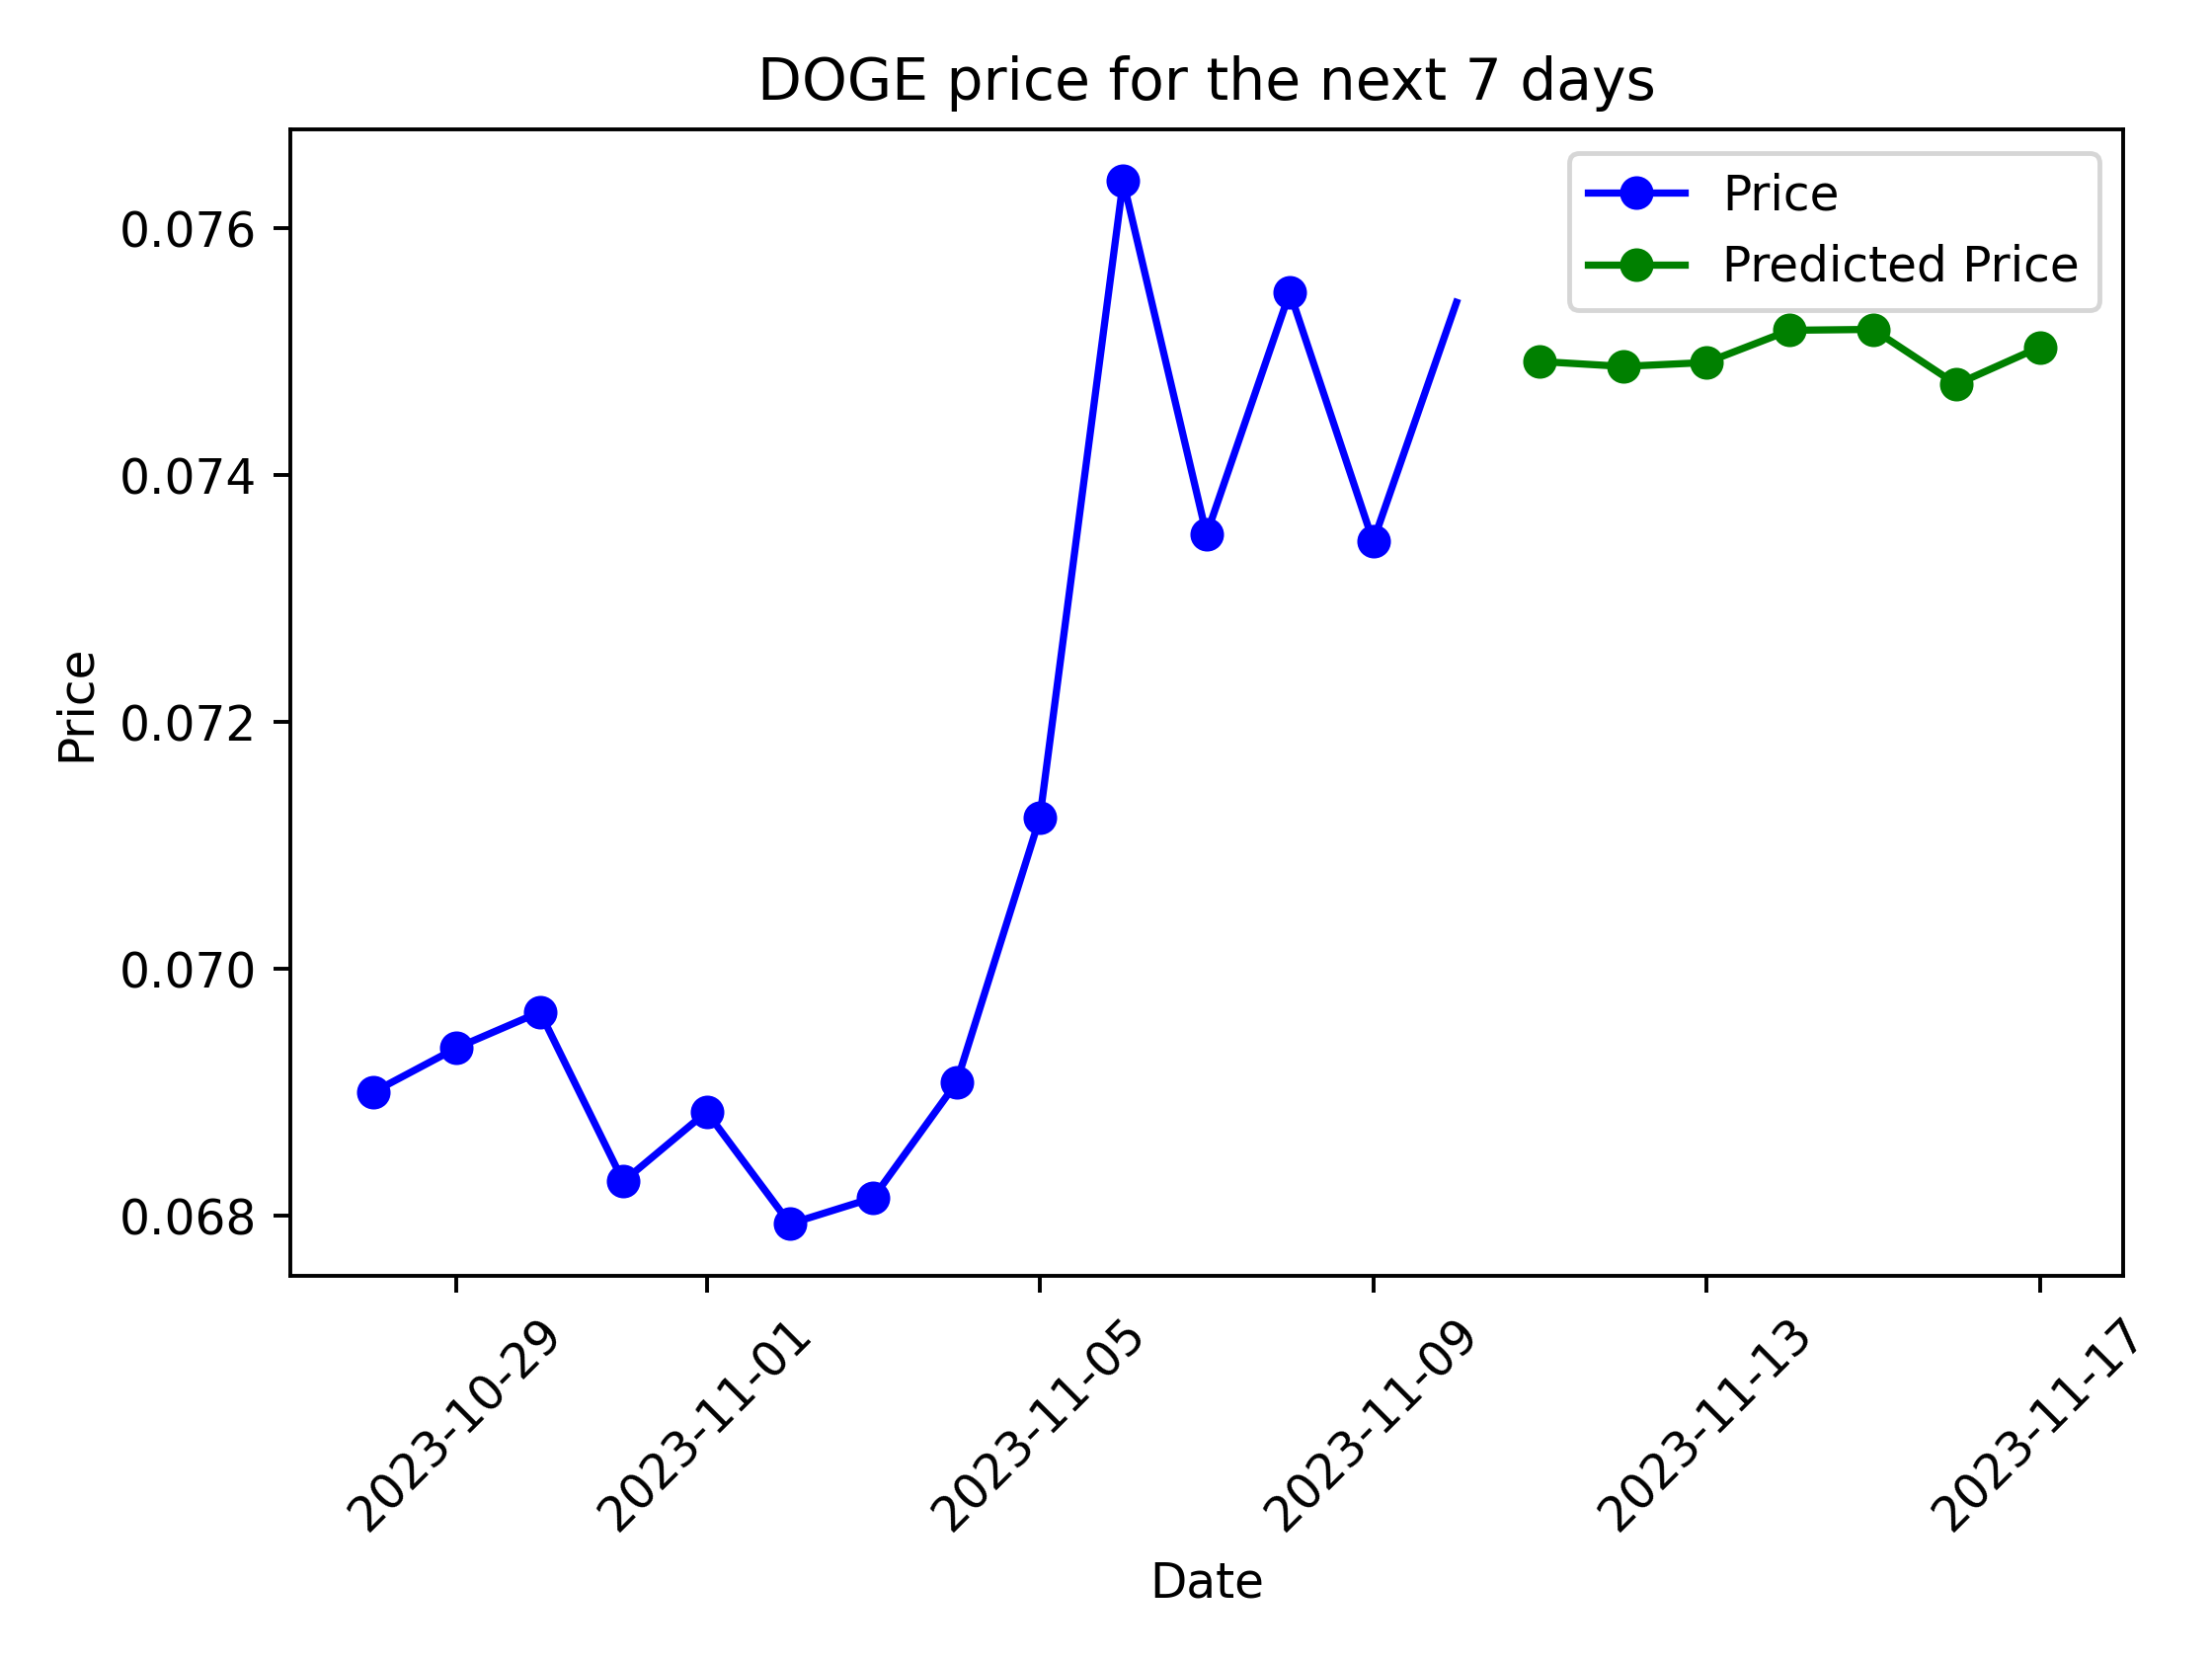 DOGE price for the next 7 days
Price
Predicted Price
0.076
0.074
0.072
0.070
0.068
Price
2023-10-29
2023-11-01
2023-11-05
2023-11-09
2023-11-13
2023-11-17
Date